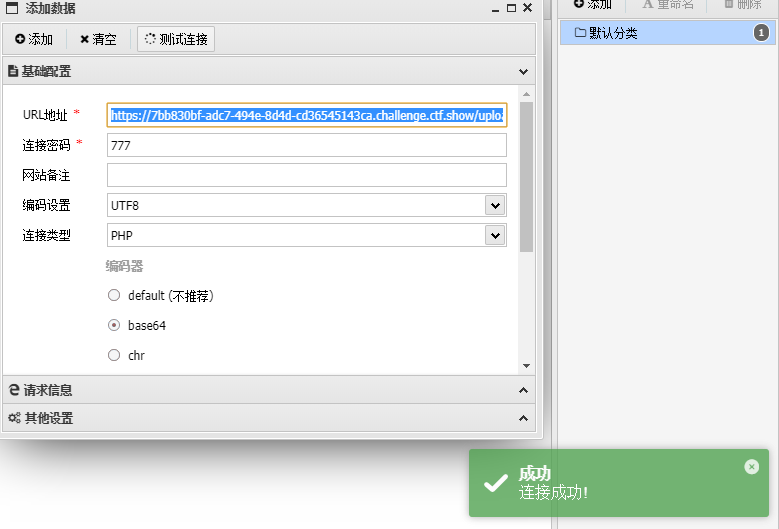 添加数据
添加 清空 测试连接
基础配置
URL地址 * https://7bb830bf-adc7-494e-8d4d-cd36545143ca.challenge.ctf.show/uploa
连接密码 * 777
网站备注
编码设置 UTF8
连接类型 PHP
编码器
default (不推荐)
base64
chr
请求信息
其他设置
添加 重命名 删除
默认分类 1
成功
连接成功!